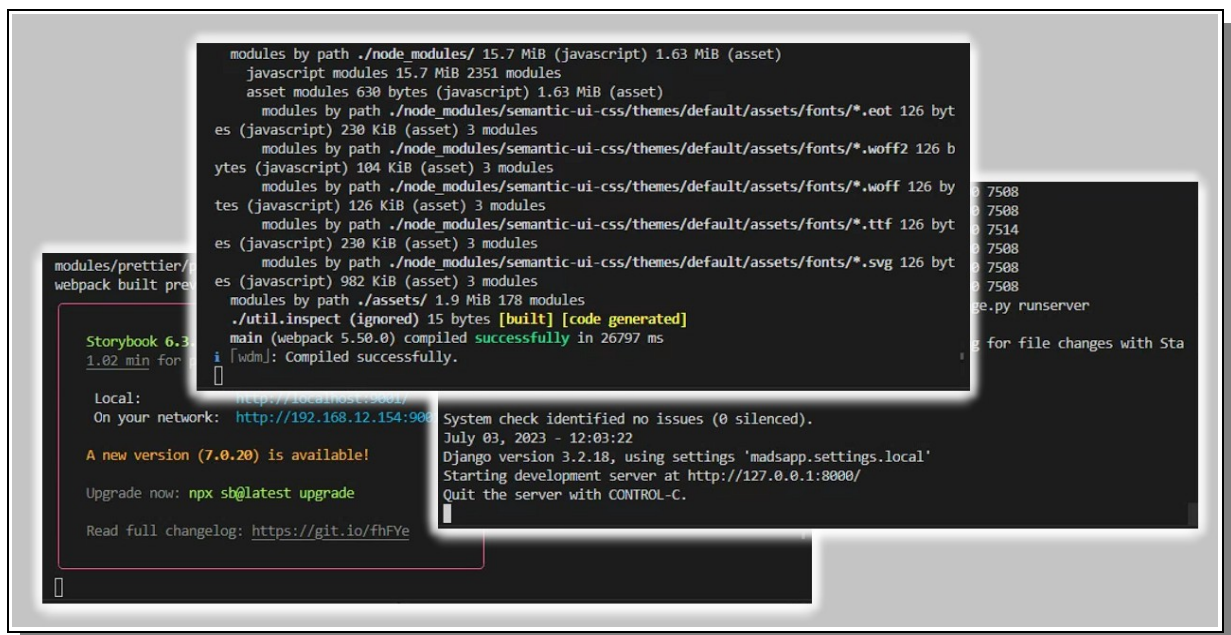 modules by path ./node_modules/ 15.7 MiB (javascript) 1.63 MiB (asset)
javascript modules 15.7 MiB 2351 modules
asset modules 630 bytes (javascript) 1.63 MiB (asset)
modules by path ./node_modules/semantic-ui-css/themes/default/assets/fonts/*.eot 126 byt
es (javascript) 230 KiB (asset) 3 modules
modules by path ./node_modules/semantic-ui-css/themes/default/assets/fonts/*.woff2 126 b
ytes (javascript) 104 KiB (asset) 3 modules
modules by path ./node_modules/semantic-ui-css/themes/default/assets/fonts/*.woff 126 by
tes (javascript) 126 KiB (asset) 3 modules
modules by path ./node_modules/semantic-ui-css/themes/default/assets/fonts/*.ttf 126 byt
es (javascript) 230 KiB (asset) 3 modules
modules by path ./node_modules/semantic-ui-css/themes/default/assets/fonts/*.svg 126 byt
es (javascript) 982 KiB (asset) 3 modules
modules by path ./assets/ 1.9 MiB 178 modules
./util.inspect (ignored) 15 bytes [built] [code generated]
main (webpack 5.50.0) compiled successfully in 26797 ms
i ｢wdm｣: Compiled successfully.
7508
7508
7514
7508
7508
7508
ge.py runserver
g for file changes with Sta
System check identified no issues (0 silenced).
July 03, 2023 - 12:03:22
Django version 3.2.18, using settings 'madsapp.settings.local'
Starting development server at http://127.0.0.1:8000/
Quit the server with CONTROL-C.
modules/prettier/p
webpack built prev
Storybook 6.3.
1.02 min for p
Local: http://localhost:9001/
On your network: http://192.168.12.154:900
A new version (7.0.20) is available!
Upgrade now: npx sb@latest upgrade
Read full changelog: https://git.io/fhFYe